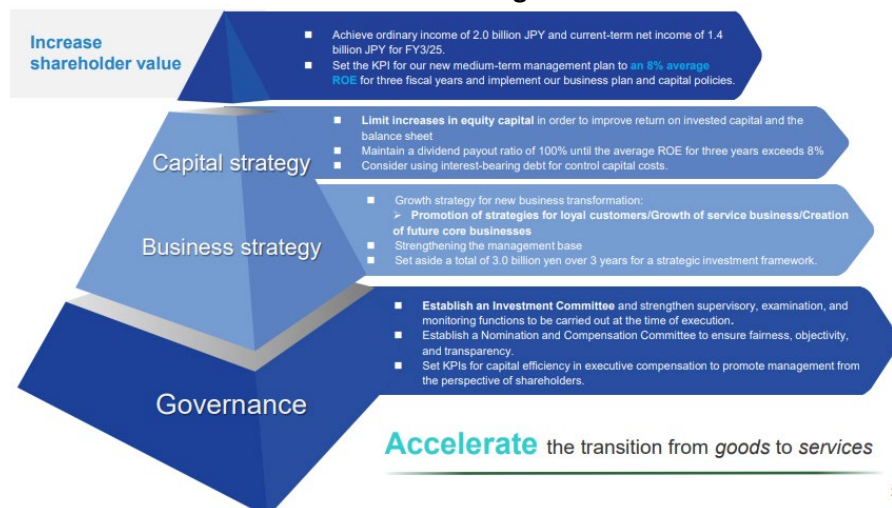 Increase
shareholder value
■ Achieve ordinary income of 2.0 billion JPY and current-term net income of 1.4
billion JPY for FY3/25.
■ Set the KPI for our new medium-term management plan to an 8% average
ROE for three fiscal years and implement our business plan and capital policies.
Capital strategy
■ Limit increases in equity capital in order to improve return on invested capital and the
balance sheet
■ Maintain a dividend payout ratio of 100% until the average ROE for three years exceeds 8%
■ Consider using interest-bearing debt for control capital costs.
Business strategy
■ Growth strategy for new business transformation:
➢ Promotion of strategies for loyal customers/Growth of service business/Creation
of future core businesses
■ Strengthening the management base
■ Set aside a total of 3.0 billion yen over 3 years for a strategic investment framework.
Governance
■ Establish an Investment Committee and strengthen supervisory, examination, and
monitoring functions to be carried out at the time of execution.
■ Establish a Nomination and Compensation Committee to ensure fairness, objectivity,
and transparency.
■ Set KPIs for capital efficiency in executive compensation to promote management from
the perspective of shareholders.
Accelerate the transition from goods to services